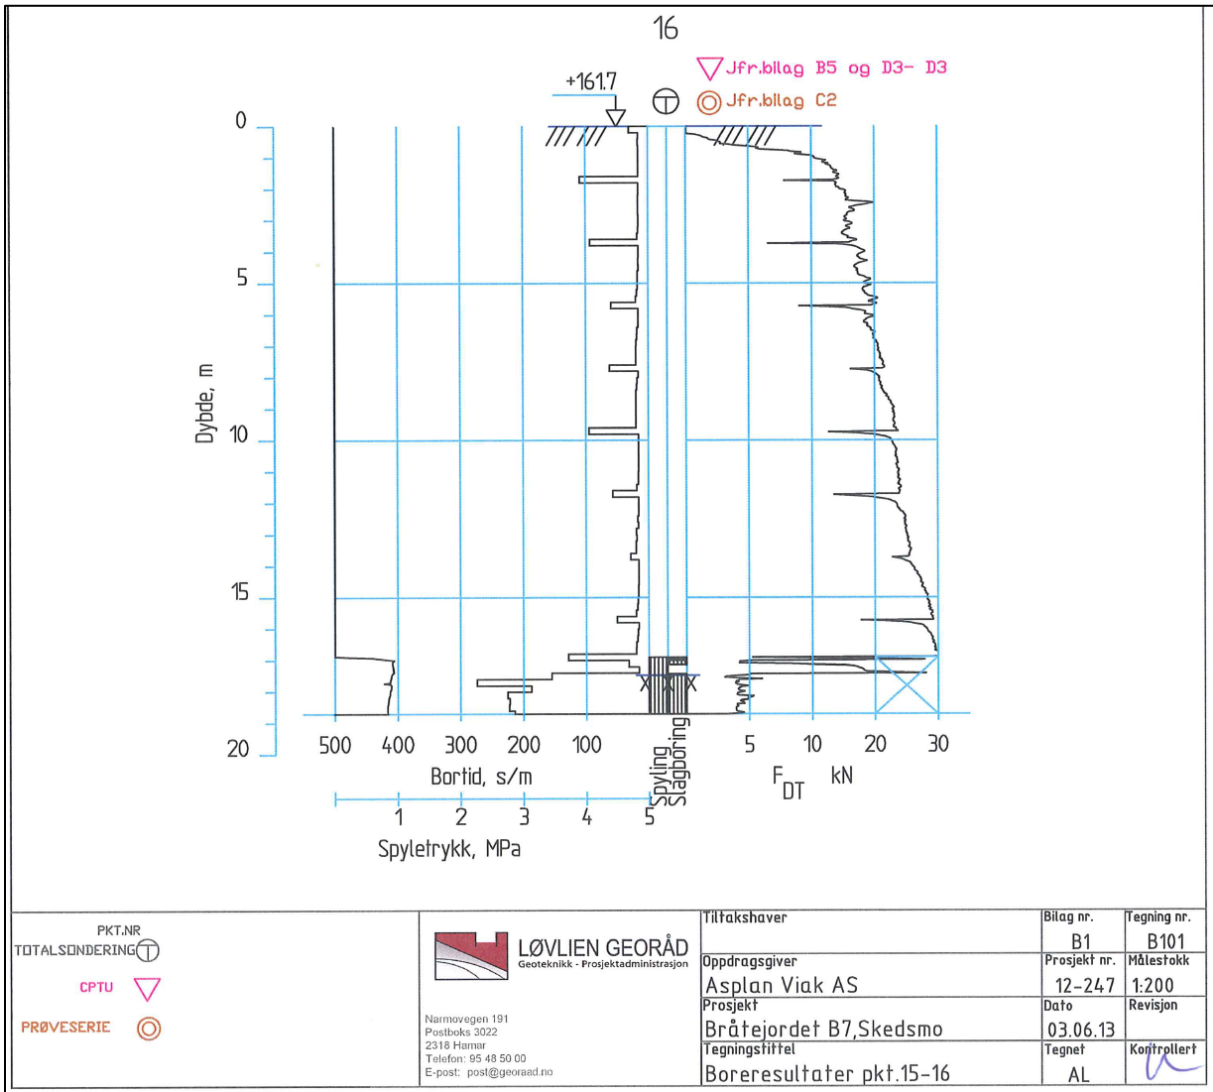 16
Jfr.bilag B5 og D3- D3
+161.7
Jfr.bilag C2
0
5
10
15
20
Dybde, m
500 400 300 200 100
Bortid, s/m
Spyling
Slagboring
5 10 20 30
F DT kN
1 2 3 4 5
Spyletrykk, MPa
PKT.NR
TOTALSONDERING T
CPTU
PRØVESERIE
LØVLIEN GEORÅD
Geoteknikk - Prosjektadministrasjon
Narmovegen 191
Postboks 3022
2318 Hamar
Telefon: 95 48 50 00
E-post: post@georaad.no
Tiltakshaver
Bilag nr.
B1
Tegning nr.
B101
Oppdragsgiver
Asplan Viak AS
Prosjekt nr.
12-247
Målestokk
1:200
Prosjekt
Bråtejordet B7,Skedsmo
Dato
03.06.13
Revisjon
Tegningstittel
Boreresultater pkt.15-16
Tegnet
AL
Kontrollert